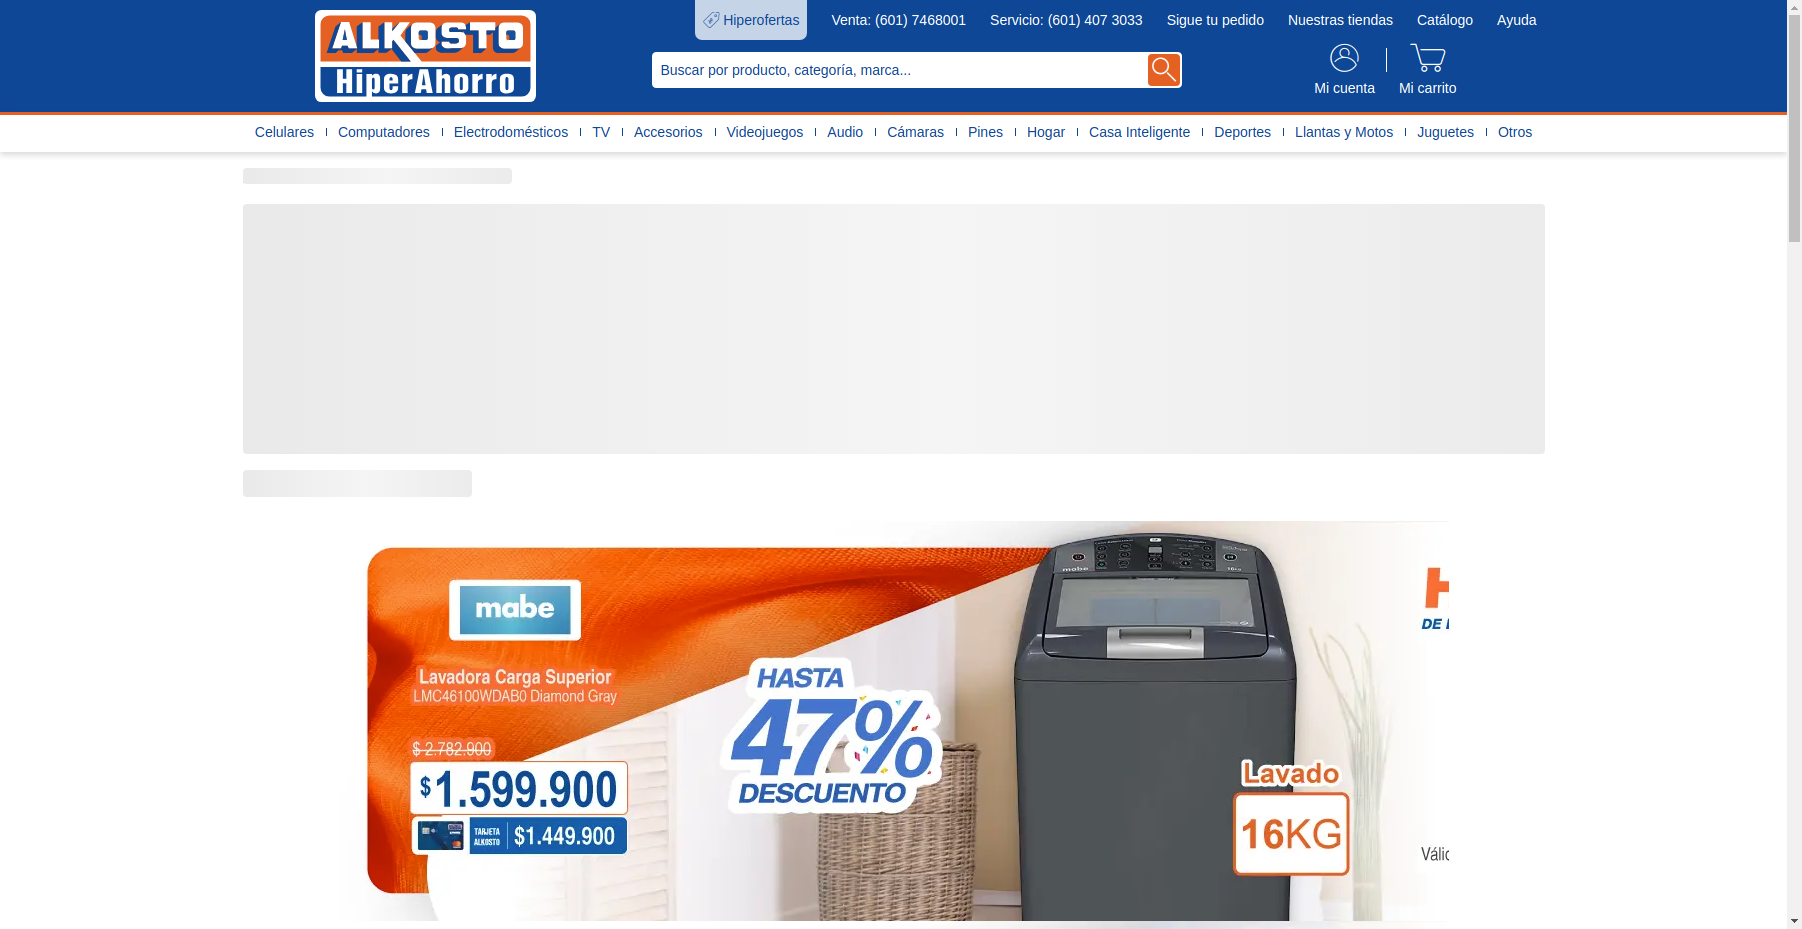 Hiperofertas
Venta: (601) 7468001
Servicio: (601) 407 3033
Sigue tu pedido
Nuestras tiendas
Catálogo
Ayuda
ALKOSTO
HiperAhorro
Buscar por producto, categoría, marca...
Mi cuenta
Mi carrito
Celulares
Computadores
Electrodomésticos
TV
Accesorios
Videojuegos
Audio
Cámaras
Pines
Hogar
Casa Inteligente
Deportes
Llantas y Motos
Juguetes
Otros
mabe
Lavadora Carga Superior
LMC46100WDAB0 Diamond Gray
$ 2.782.900
$1.599.900
TARJETA
ALKOSTO
$1.449.900
HASTA
47%
DESCUENTO
mabe
16KG
Lavado
16KG
H
DE
Válid